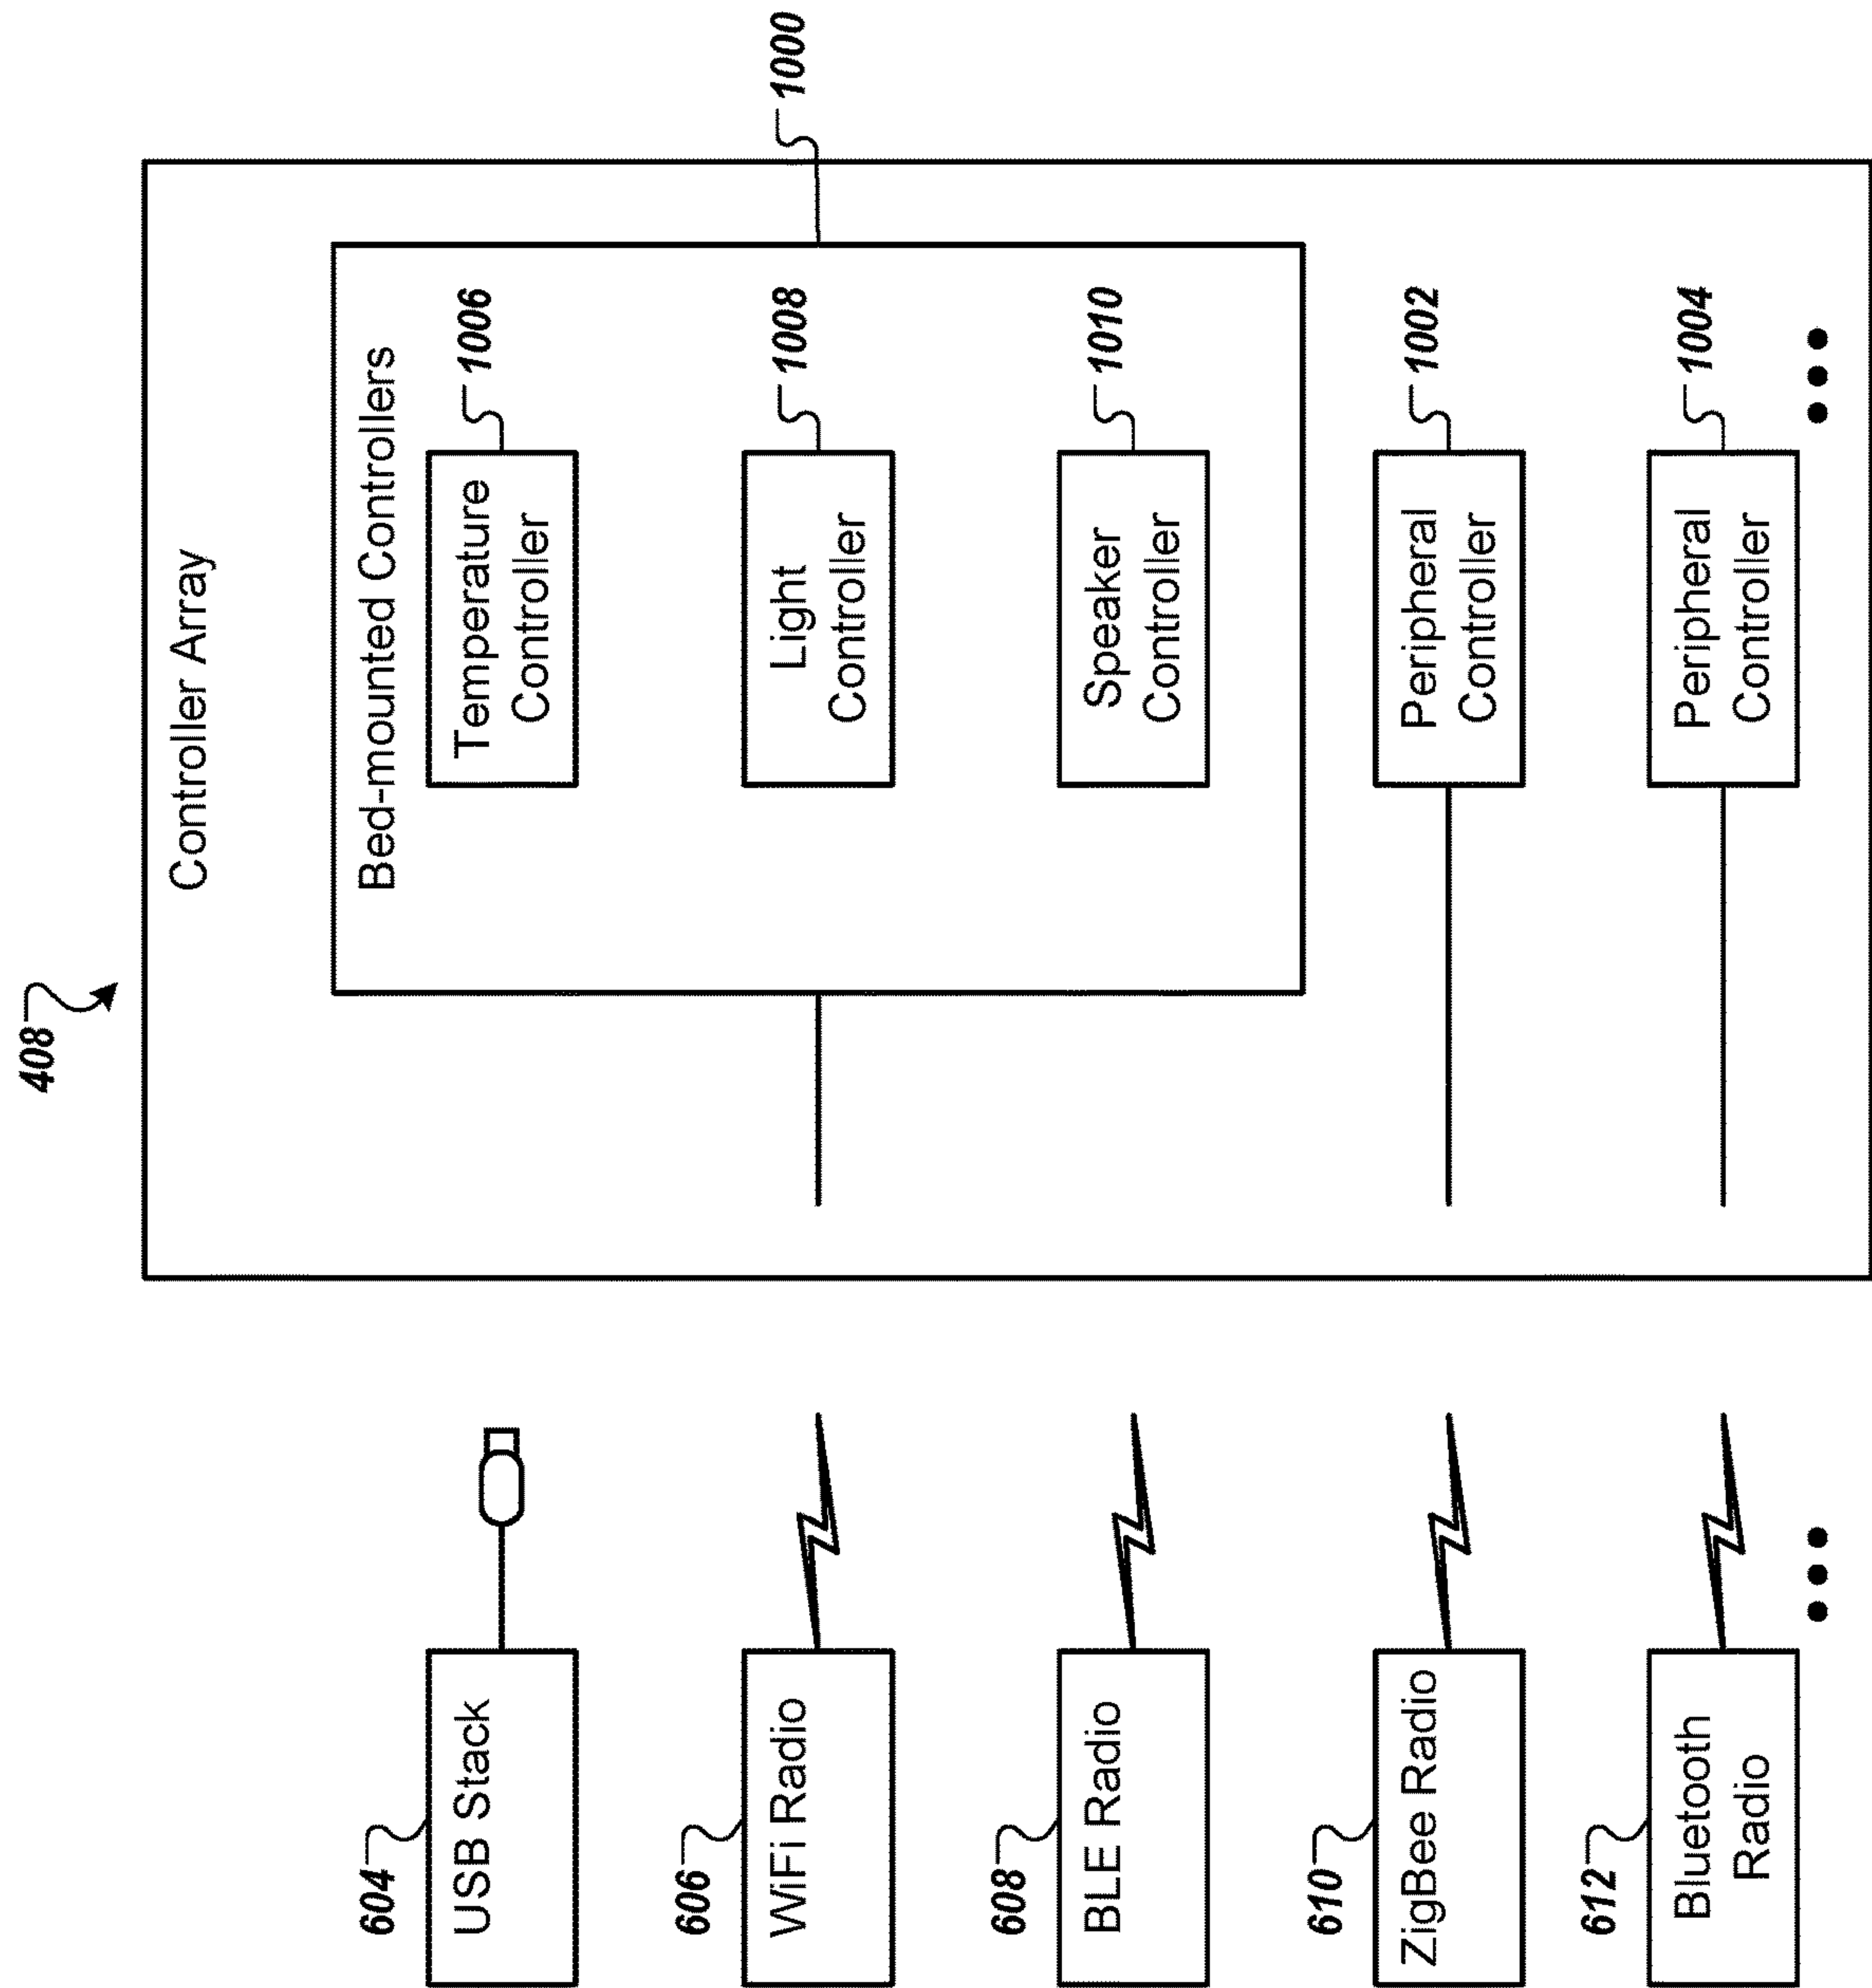 408
Controller Array
604
USB Stack
Bed-mounted Controllers
Temperature
Controller
1006
606
WiFi Radio
Light
Controller
1008
1000
608
BLE Radio
Speaker
Controller
1010
610
ZigBee Radio
Peripheral
Controller
1002
612
Bluetooth
Radio
Peripheral
Controller
1004